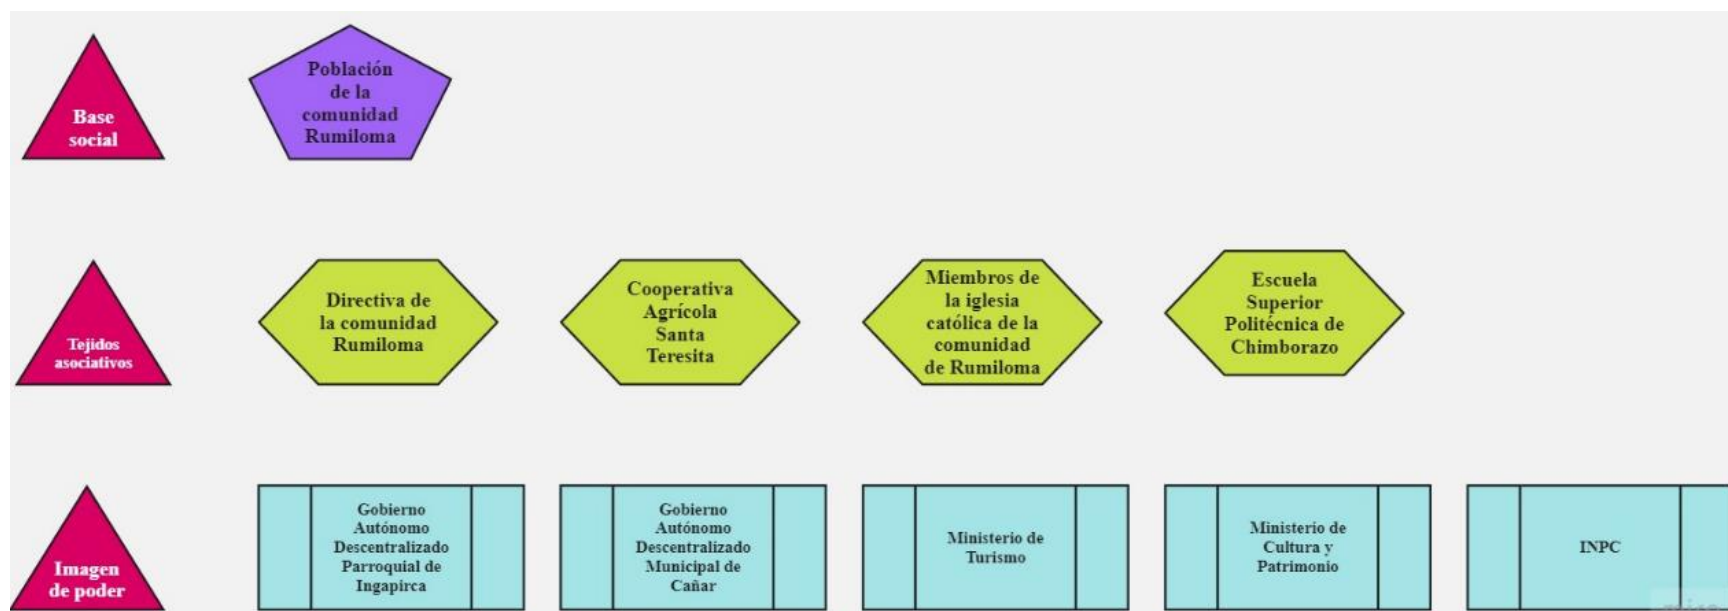 Base
social
Población
de la
comunidad
Rumiloma
Tejidos
asociativos
Directiva de
la comunidad
Rumiloma
Cooperativa
Agrícola
Santa
Teresita
Miembros de
la iglesia
católica de la
comunidad
de Rumiloma
Escuela
Superior
Politécnica de
Chimborazo
Imagen
de poder
Gobierno
Autónomo
Descentralizado
Parroquial de
Ingapirca
Gobierno
Autónomo
Descentralizado
Municipal de
Cañar
Ministerio de
Turismo
Ministerio de
Cultura y
Patrimonio
INPC